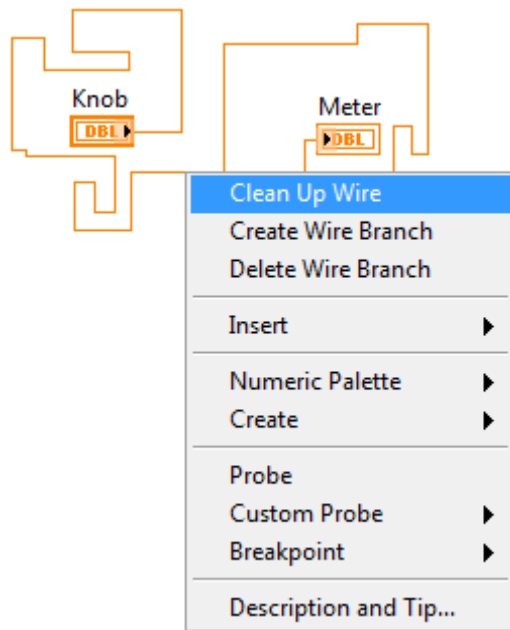 Knob
Meter
DBL
DBL
Clean Up Wire
Create Wire Branch
Delete Wire Branch
Insert
Numeric Palette
Create
Probe
Custom Probe
Breakpoint
Description and Tip...